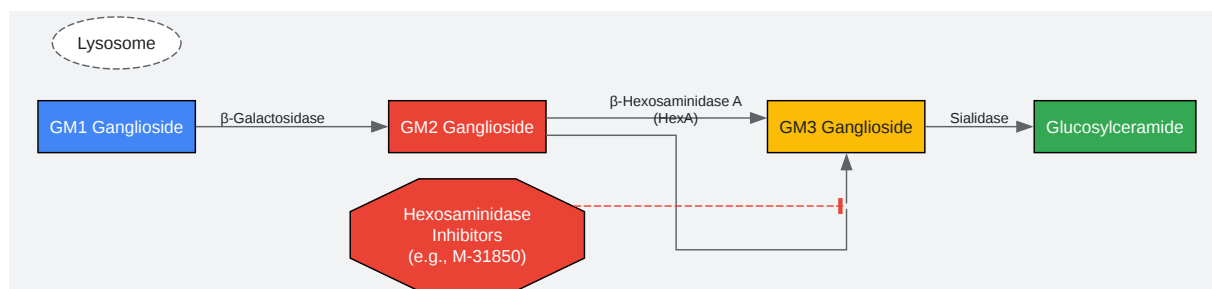 Lysosome
GM1 Ganglioside
β-Galactosidase
GM2 Ganglioside
β-Hexosaminidase A
(HexA)
GM3 Ganglioside
Sialidase
Glucosylceramide
Hexosaminidase
Inhibitors
(e.g., M-31850)